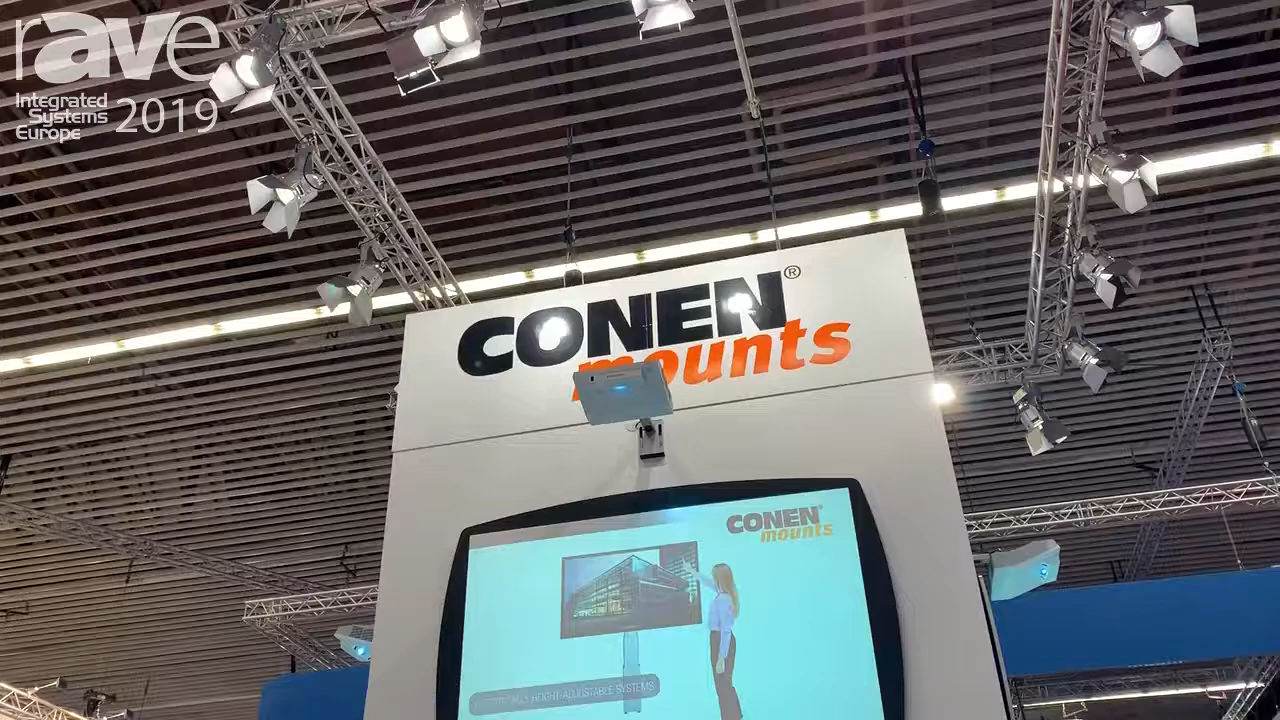 rAVe
Integrated
Systems
Europe 2019
CONEN®
mounts
CONEN®
mounts
HEIGHT-ADJUSTABLE SYSTEMS